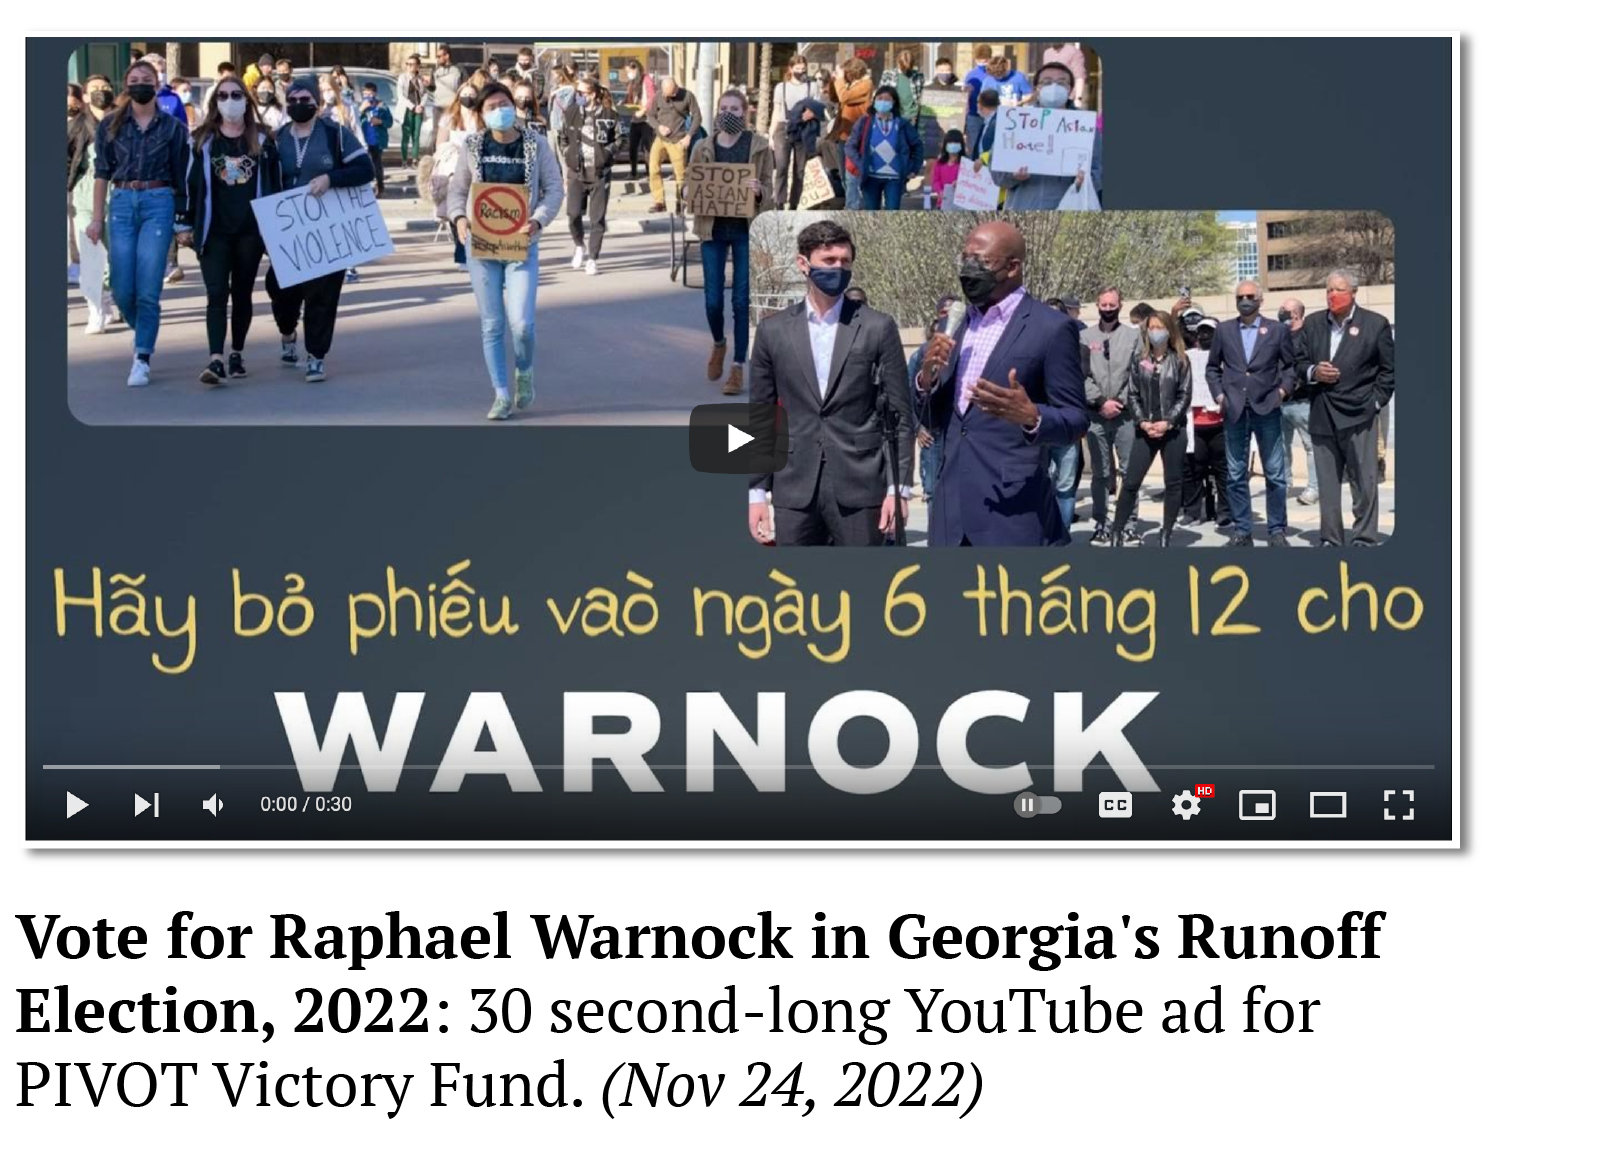 STOP THE
VIOLENCE
Racism
STOP
ASIAN
HATE
STOP Asian
Hate!
Hãy bỏ phiếu vaò ngày 6 tháng 12 cho
WARNOCK
0:00 / 0:30
CC
HD
Vote for Raphael Warnock in Georgia's Runoff
Election, 2022: 30 second-long YouTube ad for
PIVOT Victory Fund. (Nov 24, 2022)